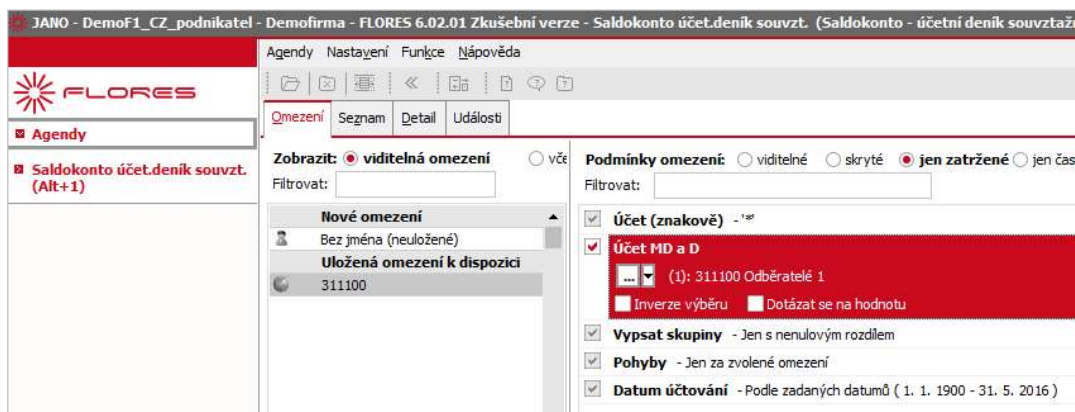 JANO - DemoF1_CZ_podnikatel - Demofirma - FLORES 6.02.01 Zkušební verze - Saldokonto účet.deník souvzt. (Saldokonto - účetní deník souvztažn
Agendy Nastavení Funkce Nápověda
FLORES
Omezení Seznam Detail Události
Agendy
Saldokonto účet.deník souvzt.
(Alt+1)
Zobrazit: viditelná omezení vče
Filtrovat:
Nové omezení
Bez jména (neuložené)
Uložená omezení k dispozici
311100
Podmínky omezení: viditelné skryté jen zatržené jen čas
Filtrovat:
Účet (znakově) - '*'
Účet MD a D
... (1): 311100 Odběratelé 1
Inverze výběru Dotázat se na hodnotu
Vypsat skupiny - Jen s nenulovým rozdílem
Pohyby - Jen za zvolené omezení
Datum účtování - Podle zadaných datumů ( 1. 1. 1900 - 31. 5. 2016 )